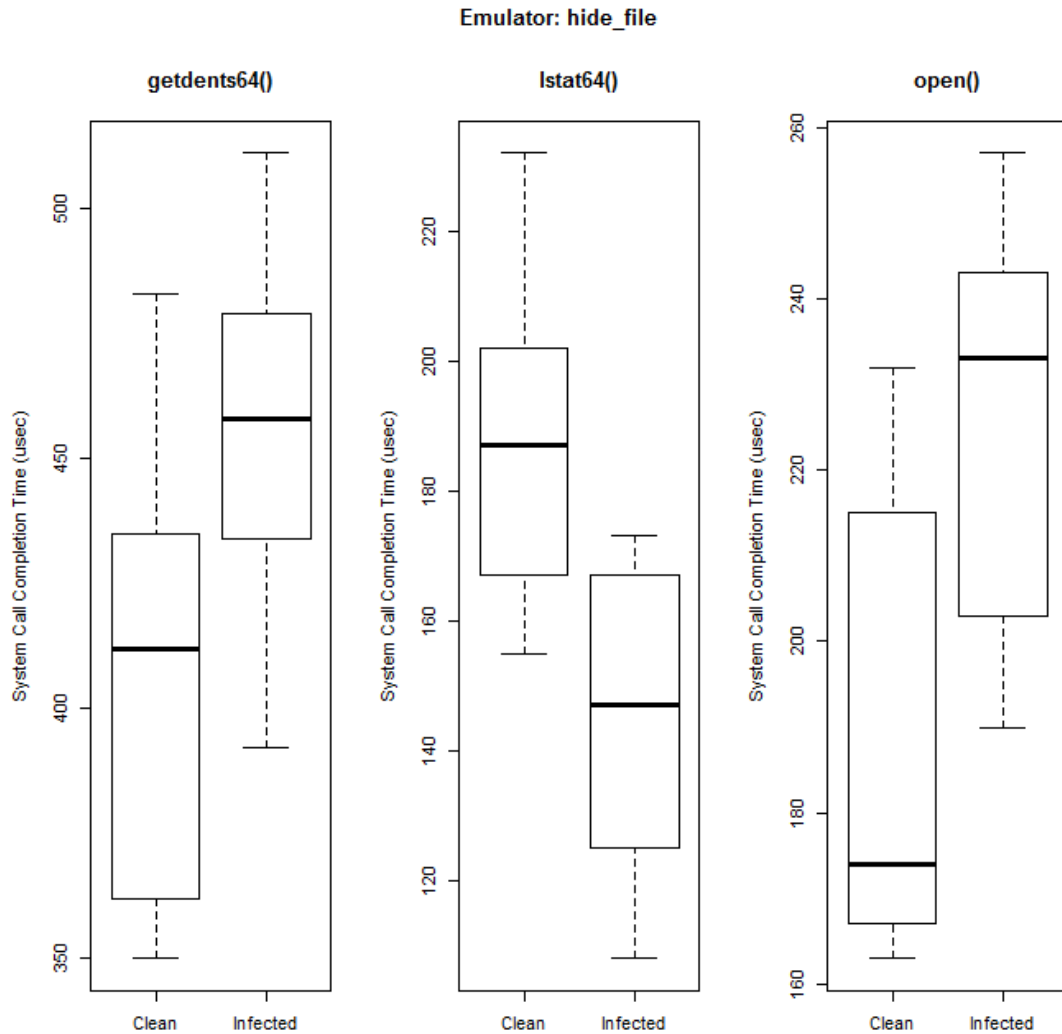 Emulator: hide_file
getdents64()
System Call Completion Time (usec)
500
450
400
350
Clean Infected
lstat64()
System Call Completion Time (usec)
220
200
180
160
140
120
Clean Infected
open()
System Call Completion Time (usec)
260
240
220
200
180
160
Clean Infected